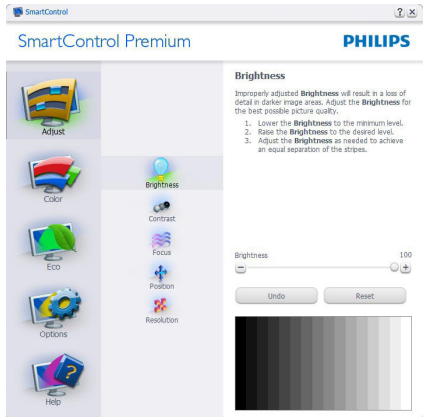 SmartControl
? ×
SmartControl Premium
PHILIPS
Adjust
Color
Eco
Options
Help
Brightness
Contrast
Focus
Position
Resolution
Brightness
Improperly adjusted Brightness will result in a loss of
detail in darker image areas. Adjust the Brightness for
the best possible picture quality.
1. Lower the Brightness to the minimum level.
2. Raise the Brightness to the desired level.
3. Adjust the Brightness as needed to achieve
an equal separation of the stripes.
Brightness 100
Undo Reset